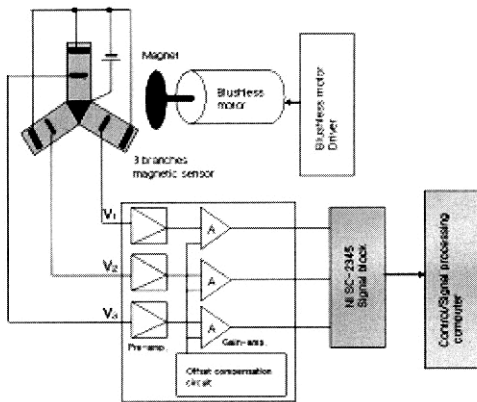 Magnet
Blushless
motor
Blushless motor
Driver
3 branches
magnetic sensor
V1
V2
V3
A
A
A
Pre-amp.
Gain-amp.
Offset compensation
circuit
NI SC-2345
Signal block
Control/Signal processing
computer